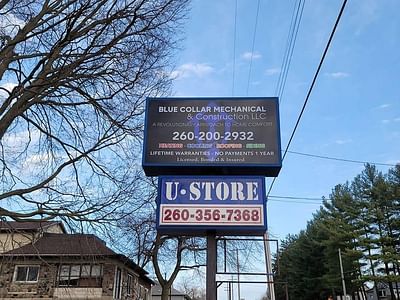 BLUE COLLAR MECHANICAL
& Construction LLC
A REVOLUTIONARY APPROACH TO HOME COMFORT
260-200-2932
HEATING - COOLING - ROOFING - SIDING
LIFETIME WARRANTIES - NO PAYMENTS 1 YEAR
Licensed, Bonded & Insured
U-STORE
260-356-7368